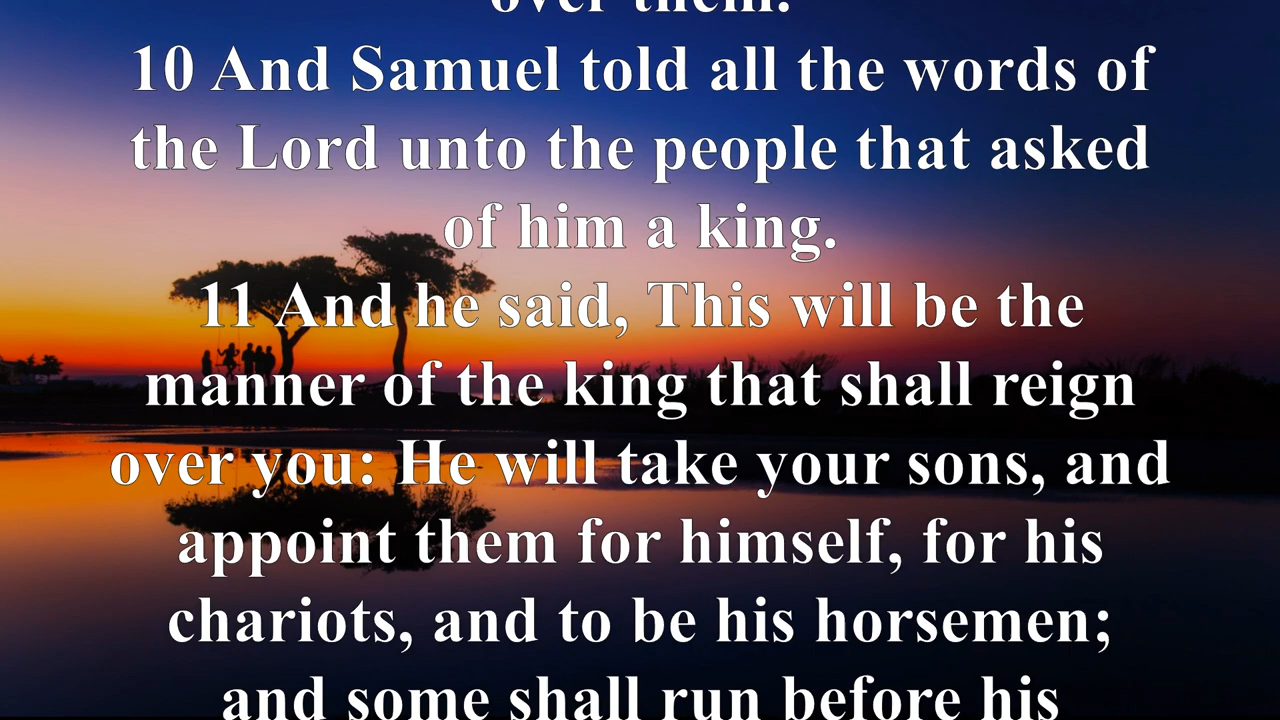 over them.
10 And Samuel told all the words of
the Lord unto the people that asked
of him a king.
11 And he said, This will be the
manner of the king that shall reign
over you: He will take your sons, and
appoint them for himself, for his
chariots, and to be his horsemen;
and some shall run before his